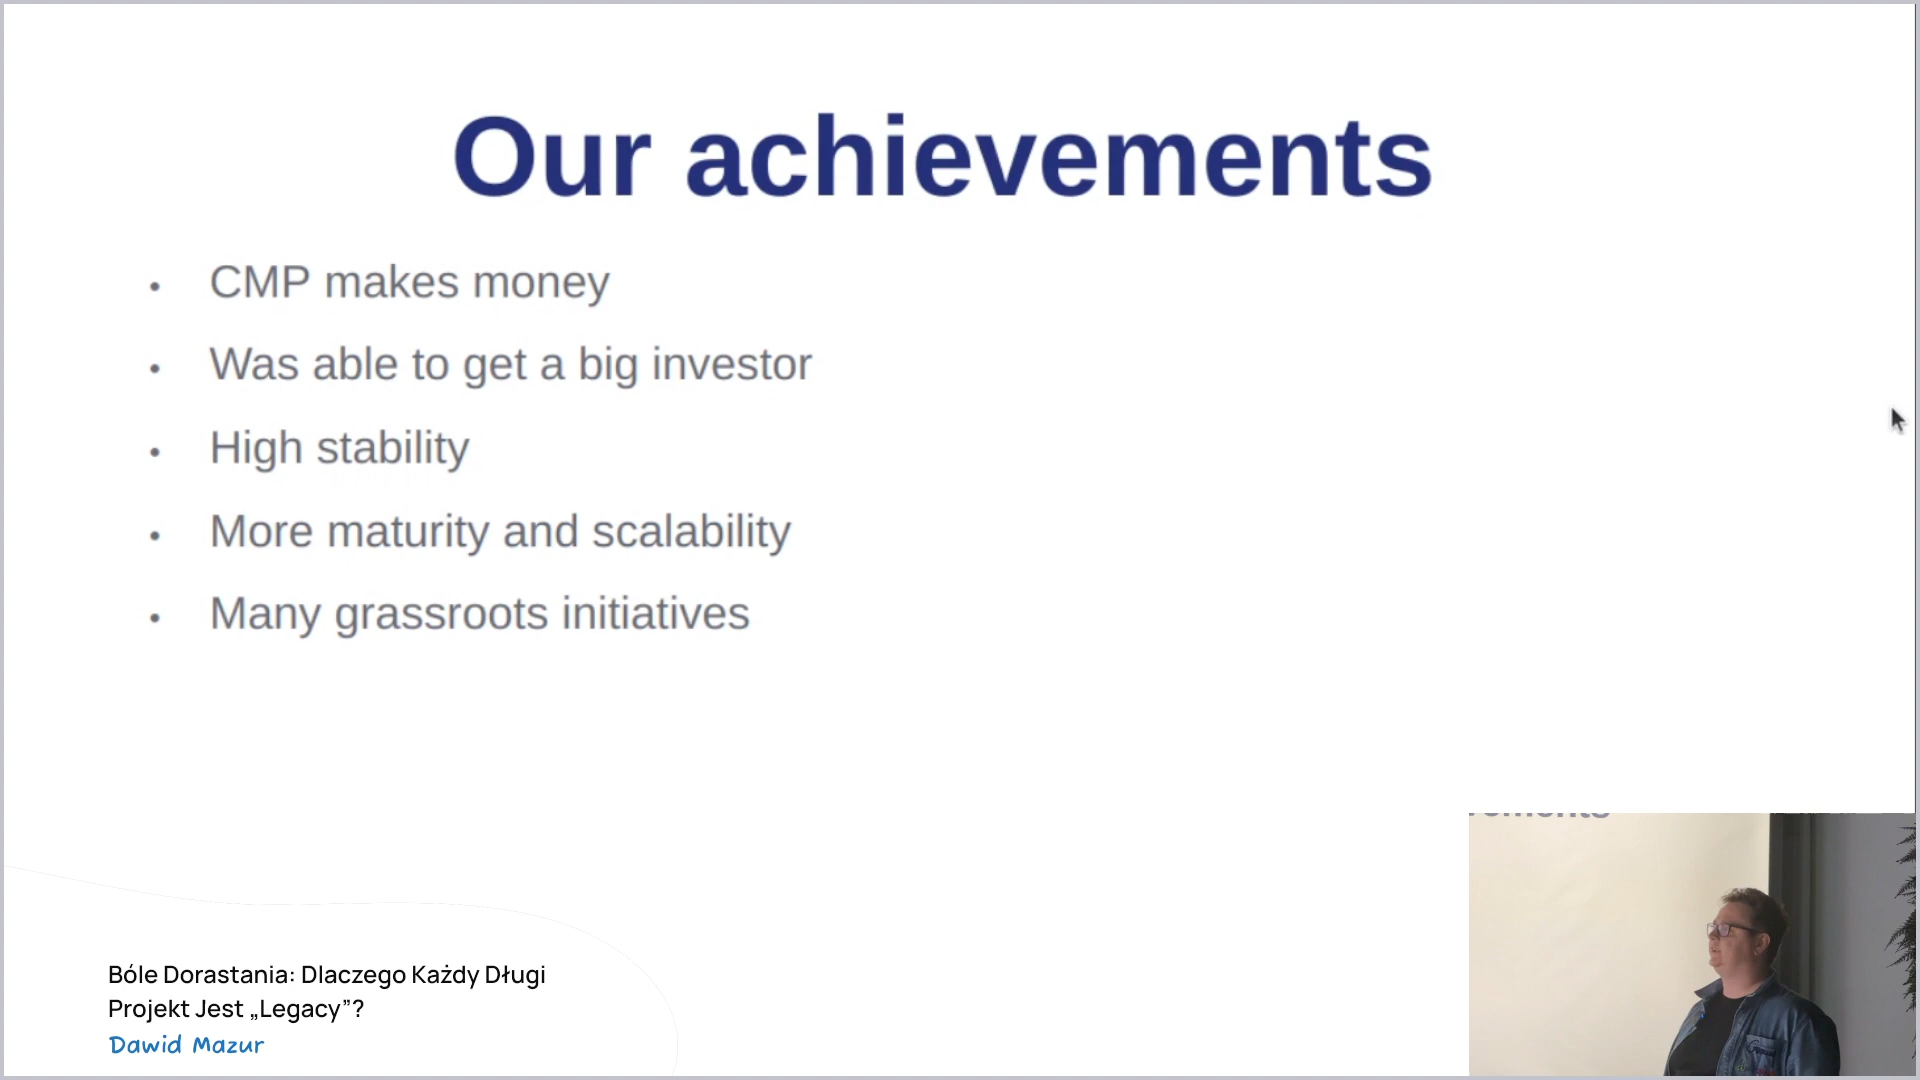 Our achievements
• CMP makes money
• Was able to get a big investor
• High stability
• More maturity and scalability
• Many grassroots initiatives
Bóle Dorastania: Dlaczego Każdy Długi
Projekt Jest „Legacy”?
Dawid Mazur